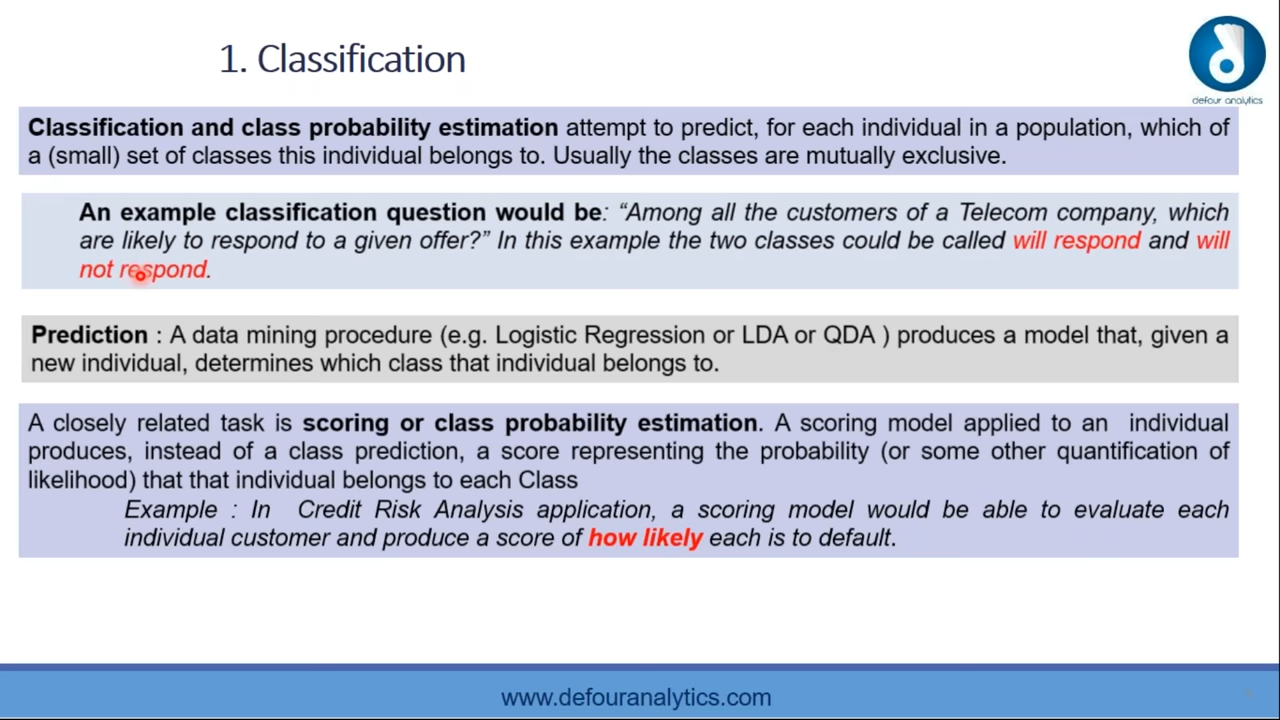 1. Classification
defour analytics
Classification and class probability estimation attempt to predict, for each individual in a population, which of
a (small) set of classes this individual belongs to. Usually the classes are mutually exclusive.
An example classification question would be: “Among all the customers of a Telecom company, which
are likely to respond to a given offer?” In this example the two classes could be called will respond and will
not respond.
Prediction : A data mining procedure (e.g. Logistic Regression or LDA or QDA ) produces a model that, given a
new individual, determines which class that individual belongs to.
A closely related task is scoring or class probability estimation. A scoring model applied to an individual
produces, instead of a class prediction, a score representing the probability (or some other quantification of
likelihood) that that individual belongs to each Class
Example : In Credit Risk Analysis application, a scoring model would be able to evaluate each
individual customer and produce a score of how likely each is to default.
www.defouranalytics.com